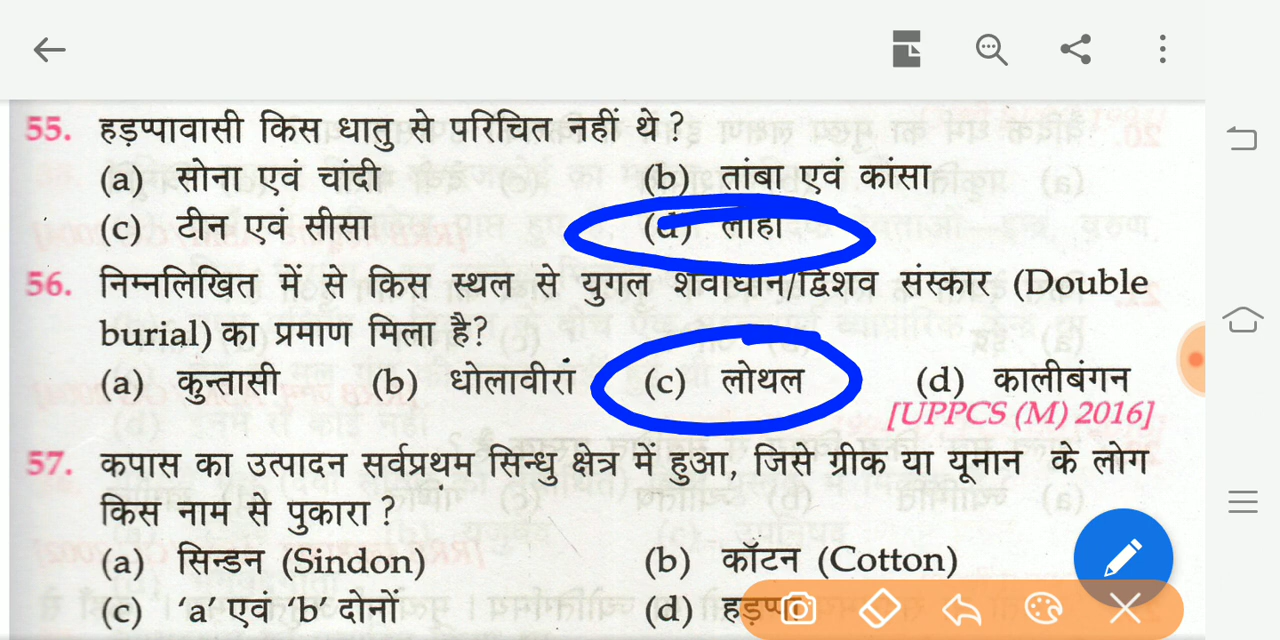 55. हड़प्पावासी किस धातु से परिचित नहीं थे ?
(a) सोना एवं चांदी (b) तांबा एवं कांसा
(c) टीन एवं सीसा (d) लोहा
56. निम्नलिखित में से किस स्थल से युगल शवाधान/द्विशव संस्कार (Double
burial) का प्रमाण मिला है?
(a) कुन्तासी (b) धोलावीरा (c) लोथल (d) कालीबंगन
[UPPCS (M) 2016]
57. कपास का उत्पादन सर्वप्रथम सिन्धु क्षेत्र में हुआ, जिसे ग्रीक या यूनान के लोग
किस नाम से पुकारा ?
(a) सिन्डन (Sindon) (b) कॉटन (Cotton)
(c) 'a' एवं 'b' दोनों (d) हड़प्पा